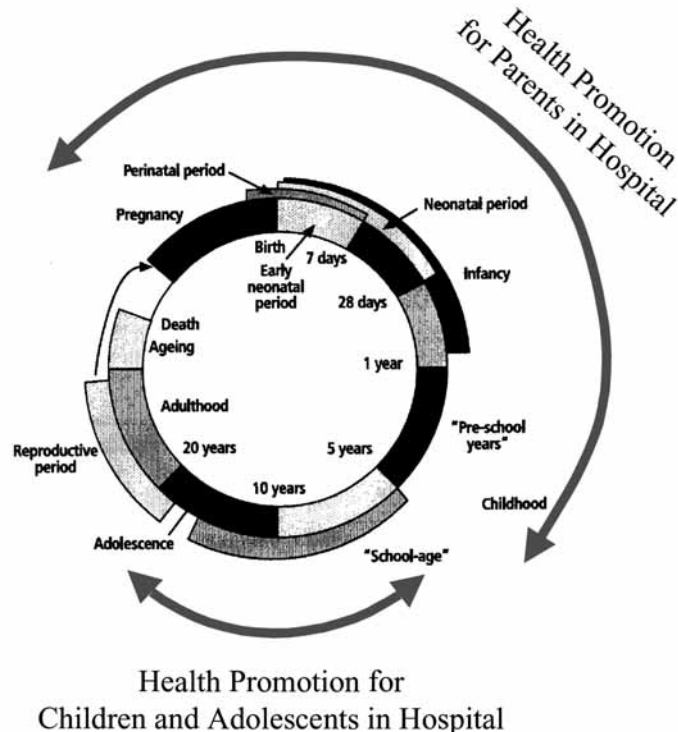 Health Promotion
for Parents in Hospital
Perinatal period
Pregnancy
Neonatal period
Birth
7 days
Early
neonatal
period
Infancy
28 days
Death
Ageing
1 year
Adulthood
"Pre-school
years"
Reproductive
period
20 years
5 years
10 years
Childhood
Adolescence
"School-age"
Health Promotion for
Children and Adolescents in Hospital